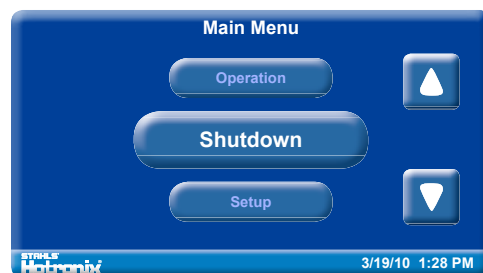 Main Menu
Operation
Shutdown
Setup
STAHLS'
Hotronix
3/19/10 1:28 PM